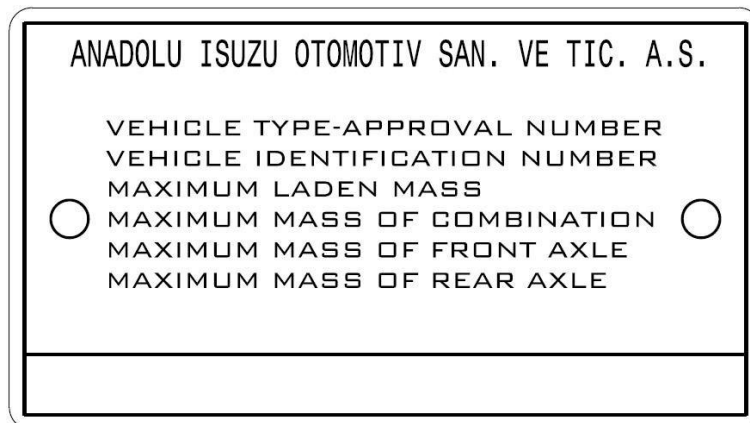 ANADOLU ISUZU OTOMOTIV SAN. VE TIC. A.S.
VEHICLE TYPE-APPROVAL NUMBER
VEHICLE IDENTIFICATION NUMBER
MAXIMUM LADEN MASS
MAXIMUM MASS OF COMBINATION
MAXIMUM MASS OF FRONT AXLE
MAXIMUM MASS OF REAR AXLE